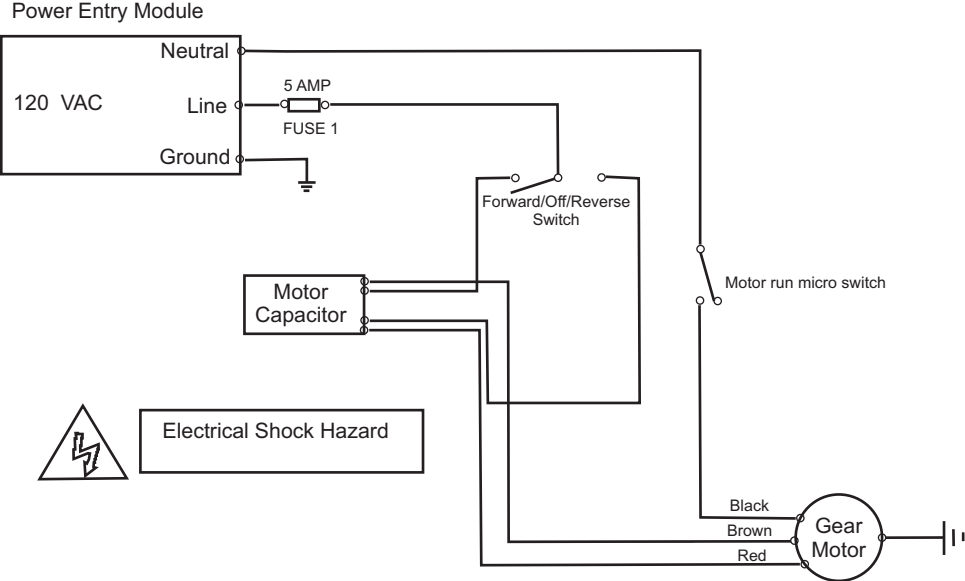 Power Entry Module
Neutral
120 VAC
Line
Ground
5 AMP
FUSE 1
Forward/Off/Reverse
Switch
Motor run micro switch
Motor
Capacitor
Electrical Shock Hazard
Black
Brown
Red
Gear
Motor